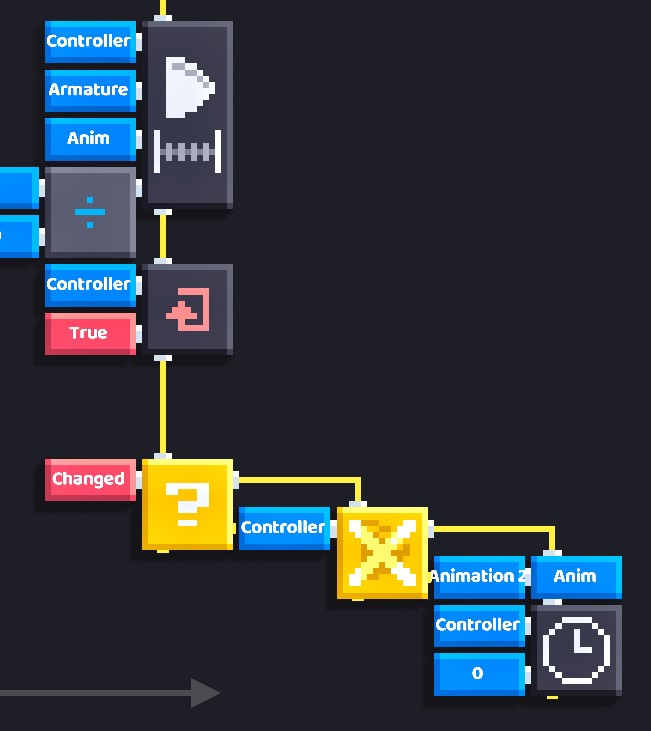 Controller
Armature
Anim
÷
Controller
True
Changed
?
Controller
Animation 2
Anim
Controller
0